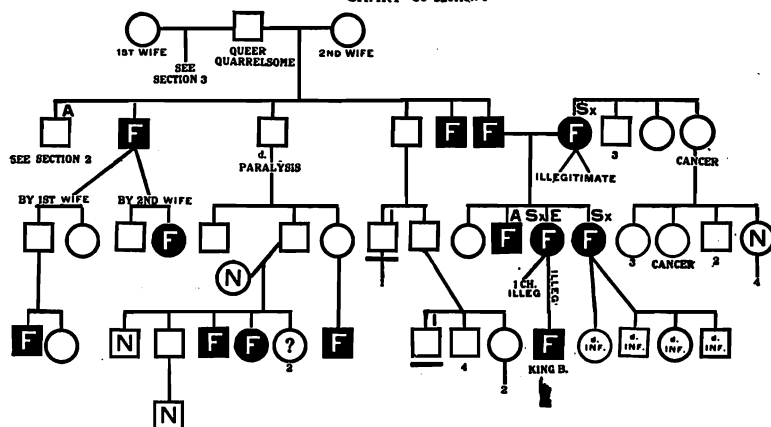 1ST WIFE
SEE
SECTION 3
QUEER
QUARRELSOME
2ND WIFE
A
F
F
F
Sx
F
3
SEE SECTION 2
d.
PARALYSIS
ILLEGITIMATE
CANCER
BY 1ST WIFE
BY 2ND WIFE
F
A
F
Sx E
F
Sx
F
3
CANCER
2
N
4
N
1 CH.
ILLEG
ILLEG.
F
N
F
F
?
2
F
4
2
F
KING B.
d.
INF.
d.
INF.
d.
INF.
d.
INF.
N